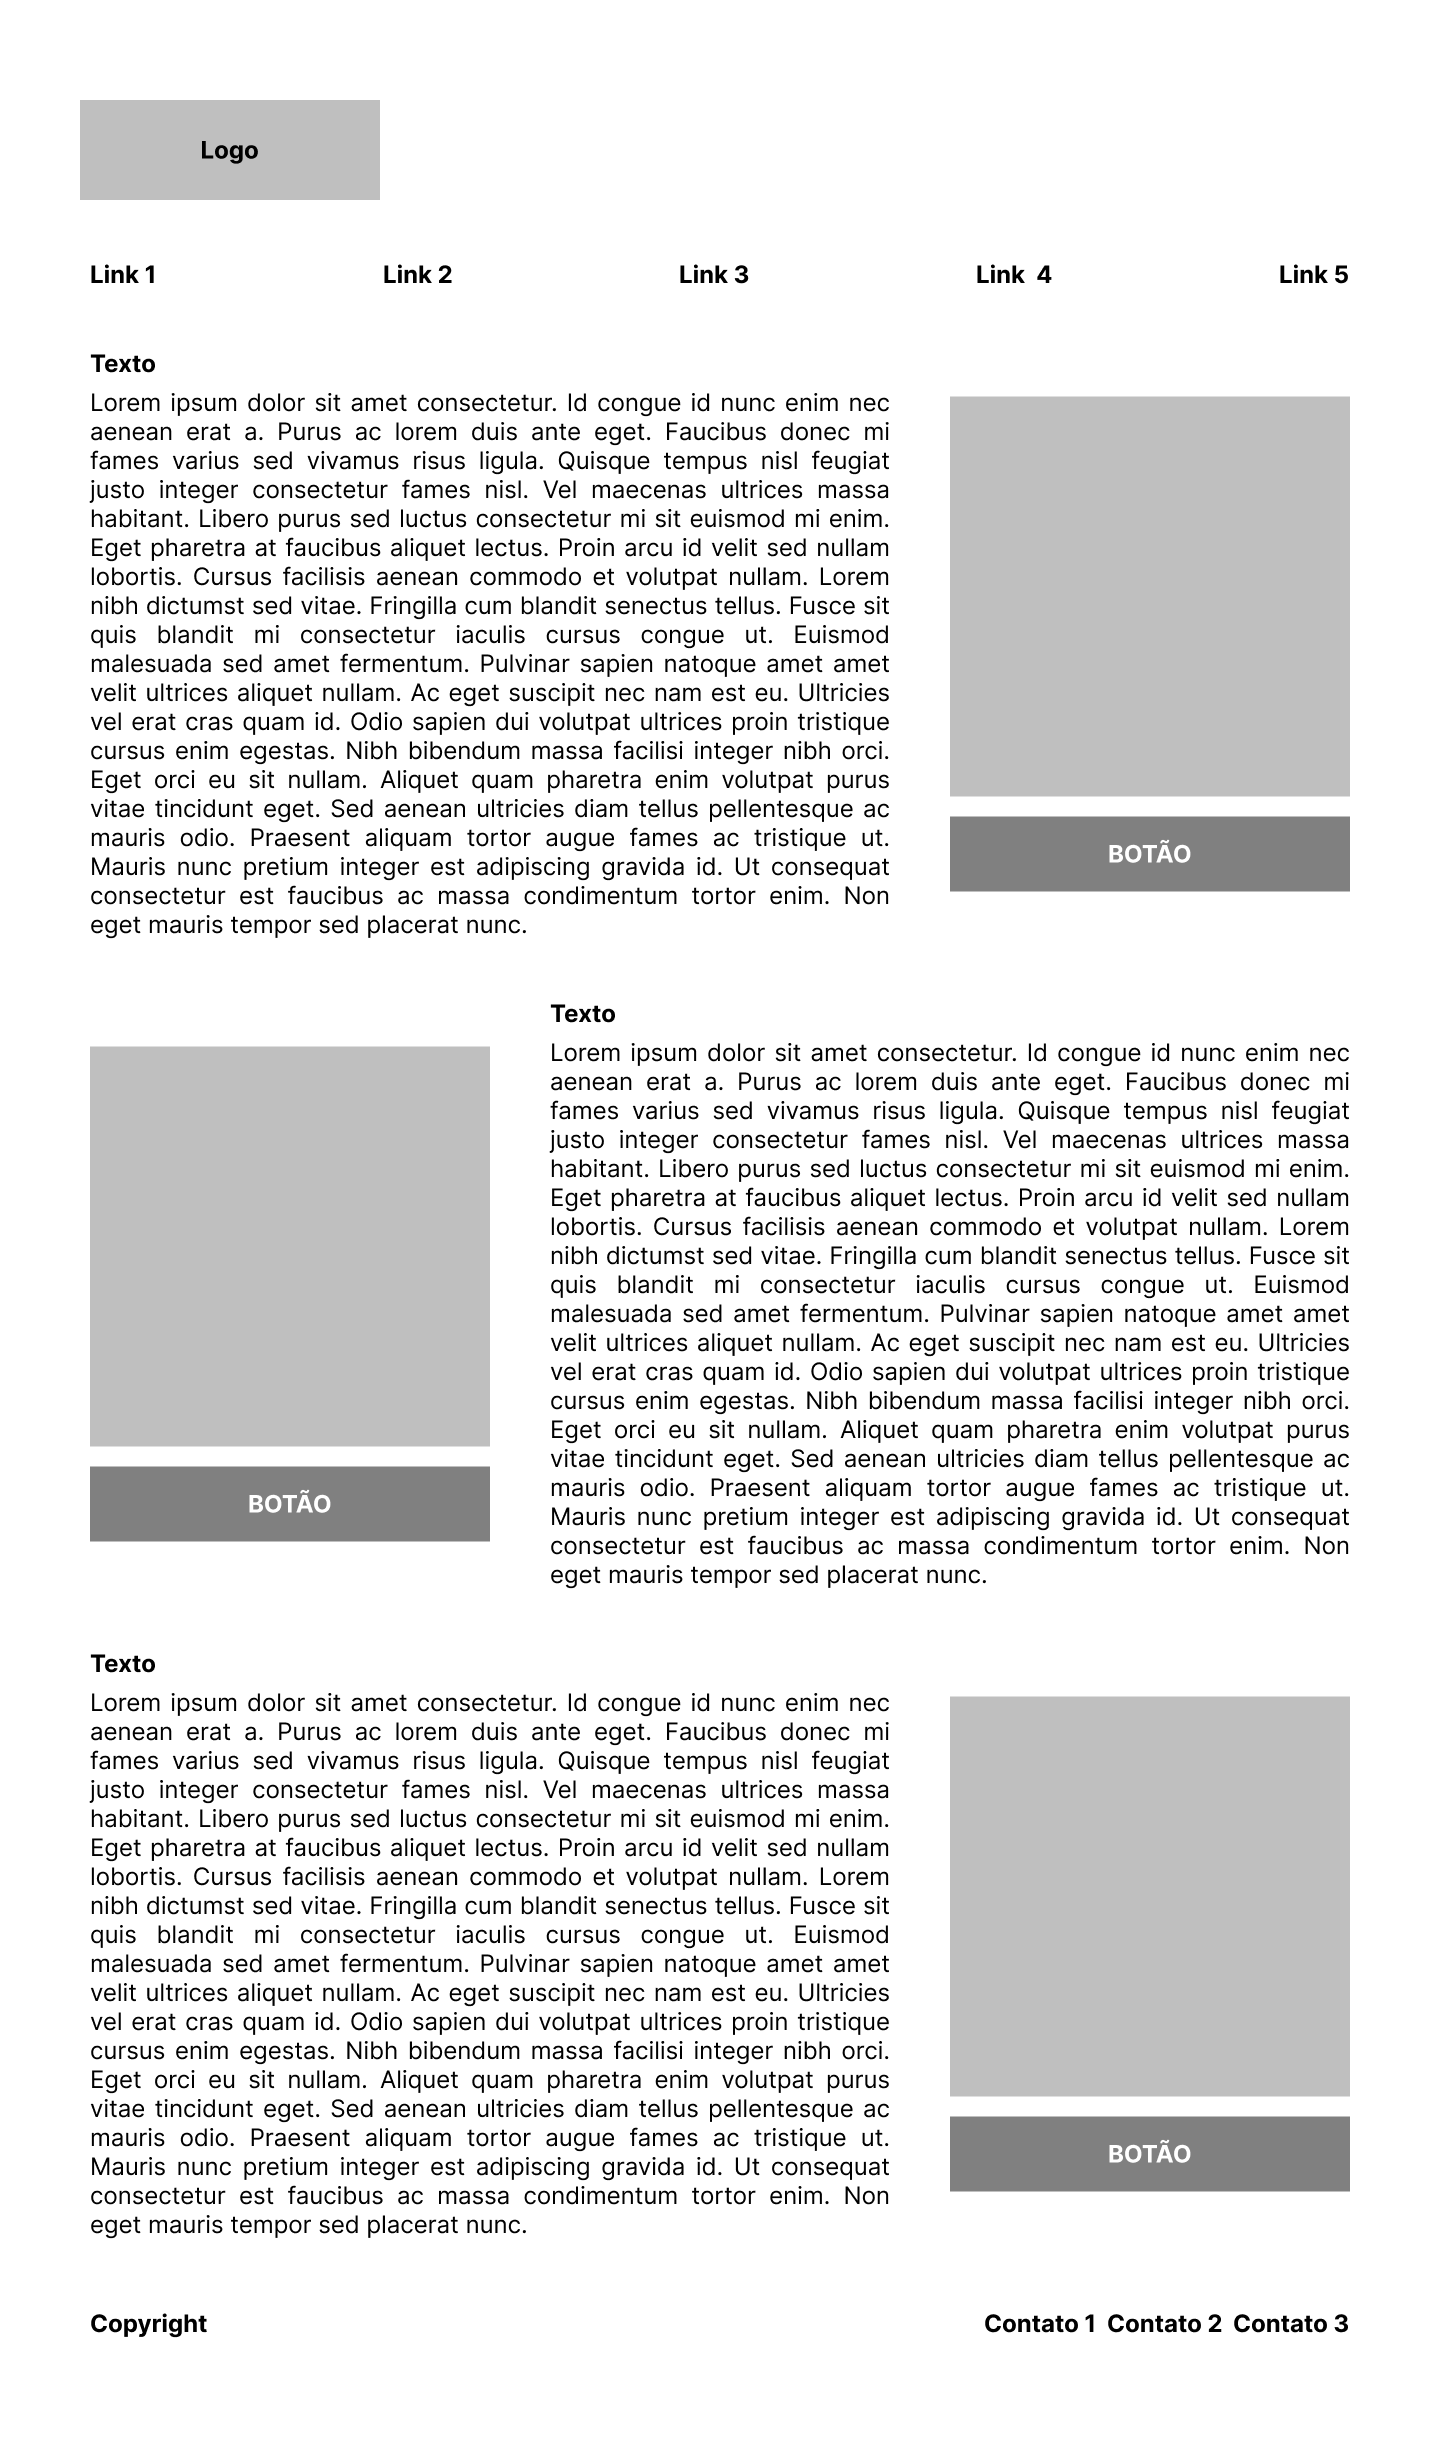 Logo
Link 1 Link 2 Link 3 Link  4 Link 5
Texto
Lorem ipsum dolor sit amet consectetur. Id congue id nunc enim nec
aenean erat a. Purus ac lorem duis ante eget. Faucibus donec mi
fames varius sed vivamus risus ligula. Quisque tempus nisl feugiat
justo integer consectetur fames nisl. Vel maecenas ultrices massa
habitant. Libero purus sed luctus consectetur mi sit euismod mi enim.
Eget pharetra at faucibus aliquet lectus. Proin arcu id velit sed nullam
lobortis. Cursus facilisis aenean commodo et volutpat nullam. Lorem
nibh dictumst sed vitae. Fringilla cum blandit senectus tellus. Fusce sit
quis blandit mi consectetur iaculis cursus congue ut. Euismod
malesuada sed amet fermentum. Pulvinar sapien natoque amet amet
velit ultrices aliquet nullam. Ac eget suscipit nec nam est eu. Ultricies
vel erat cras quam id. Odio sapien dui volutpat ultrices proin tristique
cursus enim egestas. Nibh bibendum massa facilisi integer nibh orci.
Eget orci eu sit nullam. Aliquet quam pharetra enim volutpat purus
vitae tincidunt eget. Sed aenean ultricies diam tellus pellentesque ac
mauris odio. Praesent aliquam tortor augue fames ac tristique ut.
Mauris nunc pretium integer est adipiscing gravida id. Ut consequat
consectetur est faucibus ac massa condimentum tortor enim. Non
eget mauris tempor sed placerat nunc.
BOTÃO
Texto
Lorem ipsum dolor sit amet consectetur. Id congue id nunc enim nec
aenean erat a. Purus ac lorem duis ante eget. Faucibus donec mi
fames varius sed vivamus risus ligula. Quisque tempus nisl feugiat
justo integer consectetur fames nisl. Vel maecenas ultrices massa
habitant. Libero purus sed luctus consectetur mi sit euismod mi enim.
Eget pharetra at faucibus aliquet lectus. Proin arcu id velit sed nullam
lobortis. Cursus facilisis aenean commodo et volutpat nullam. Lorem
nibh dictumst sed vitae. Fringilla cum blandit senectus tellus. Fusce sit
quis blandit mi consectetur iaculis cursus congue ut. Euismod
malesuada sed amet fermentum. Pulvinar sapien natoque amet amet
velit ultrices aliquet nullam. Ac eget suscipit nec nam est eu. Ultricies
vel erat cras quam id. Odio sapien dui volutpat ultrices proin tristique
cursus enim egestas. Nibh bibendum massa facilisi integer nibh orci.
Eget orci eu sit nullam. Aliquet quam pharetra enim volutpat purus
vitae tincidunt eget. Sed aenean ultricies diam tellus pellentesque ac
mauris odio. Praesent aliquam tortor augue fames ac tristique ut.
Mauris nunc pretium integer est adipiscing gravida id. Ut consequat
consectetur est faucibus ac massa condimentum tortor enim. Non
eget mauris tempor sed placerat nunc.
BOTÃO
Texto
Lorem ipsum dolor sit amet consectetur. Id congue id nunc enim nec
aenean erat a. Purus ac lorem duis ante eget. Faucibus donec mi
fames varius sed vivamus risus ligula. Quisque tempus nisl feugiat
justo integer consectetur fames nisl. Vel maecenas ultrices massa
habitant. Libero purus sed luctus consectetur mi sit euismod mi enim.
Eget pharetra at faucibus aliquet lectus. Proin arcu id velit sed nullam
lobortis. Cursus facilisis aenean commodo et volutpat nullam. Lorem
nibh dictumst sed vitae. Fringilla cum blandit senectus tellus. Fusce sit
quis blandit mi consectetur iaculis cursus congue ut. Euismod
malesuada sed amet fermentum. Pulvinar sapien natoque amet amet
velit ultrices aliquet nullam. Ac eget suscipit nec nam est eu. Ultricies
vel erat cras quam id. Odio sapien dui volutpat ultrices proin tristique
cursus enim egestas. Nibh bibendum massa facilisi integer nibh orci.
Eget orci eu sit nullam. Aliquet quam pharetra enim volutpat purus
vitae tincidunt eget. Sed aenean ultricies diam tellus pellentesque ac
mauris odio. Praesent aliquam tortor augue fames ac tristique ut.
Mauris nunc pretium integer est adipiscing gravida id. Ut consequat
consectetur est faucibus ac massa condimentum tortor enim. Non
eget mauris tempor sed placerat nunc.
BOTÃO
Copyright Contato 1 Contato 2 Contato 3